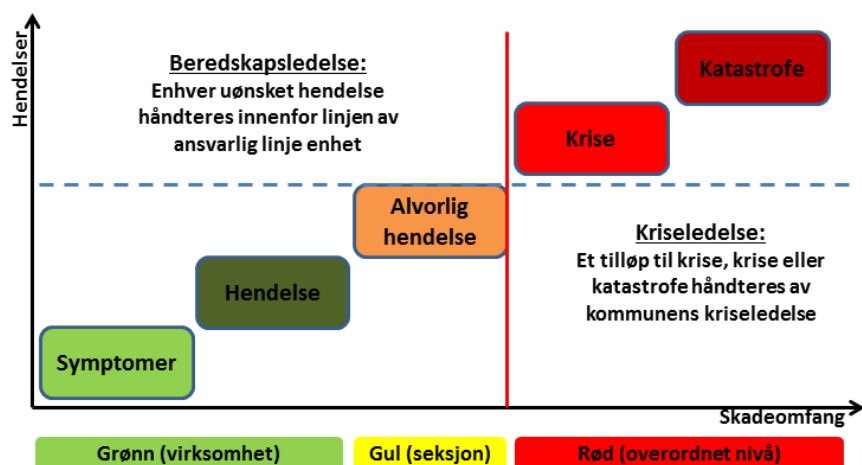 Hendelser
Beredskapsledelse:
Enhver uønsket hendelse
håndteres innenfor linjen av
ansvarlig linje enhet
Katastrofe
Krise
Alvorlig
hendelse
Kriseledelse:
Et tilløp til krise, krise eller
katastrofe håndteres av
kommunens kriseledelse
Hendelse
Symptomer
Skadeomfang
Grønn (virksomhet)
Gul (seksjon)
Rød (overordnet nivå)